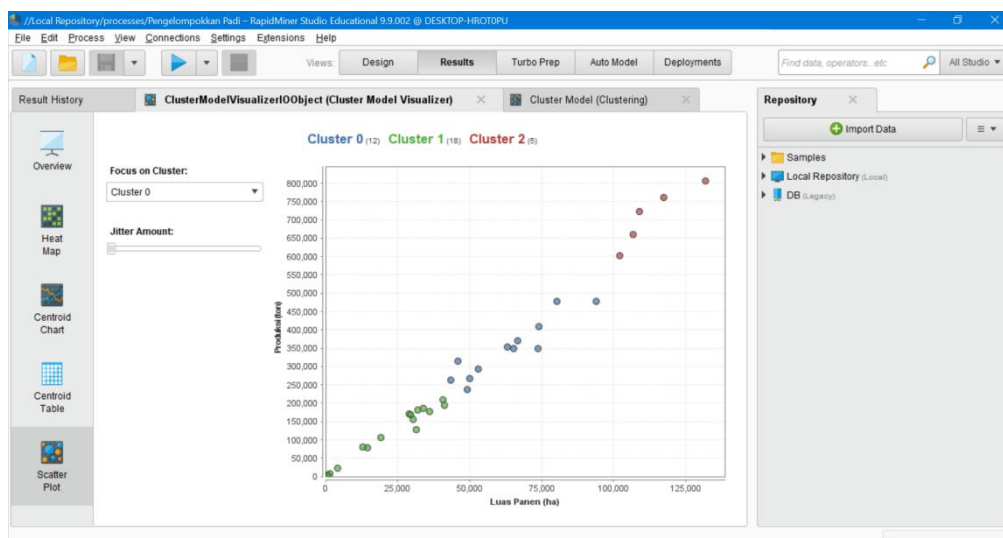 //Local Repository/processes/Pengelompokkan Padi – RapidMiner Studio Educational 9.9.002 @ DESKTOP-HROT0PU
File Edit Process View Connections Settings Extensions Help
Views: Design Results Turbo Prep Auto Model Deployments Find data, operators...etc All Studio
Result History ClusterModelVisualizerIOObject (Cluster Model Visualizer) Cluster Model (Clustering) Repository
Import Data
Samples
Local Repository (Local)
DB (Legacy)
Overview
Heat
Map
Centroid
Chart
Centroid
Table
Scatter
Plot
Focus on Cluster:
Cluster 0
Jitter Amount:
Cluster 0 (12) Cluster 1 (18) Cluster 2 (5)
Produksi(ton)
800,000
750,000
700,000
650,000
600,000
550,000
500,000
450,000
400,000
350,000
300,000
250,000
200,000
150,000
100,000
50,000
0
0 25,000 50,000 75,000 100,000 125,000
Luas Panen (ha)